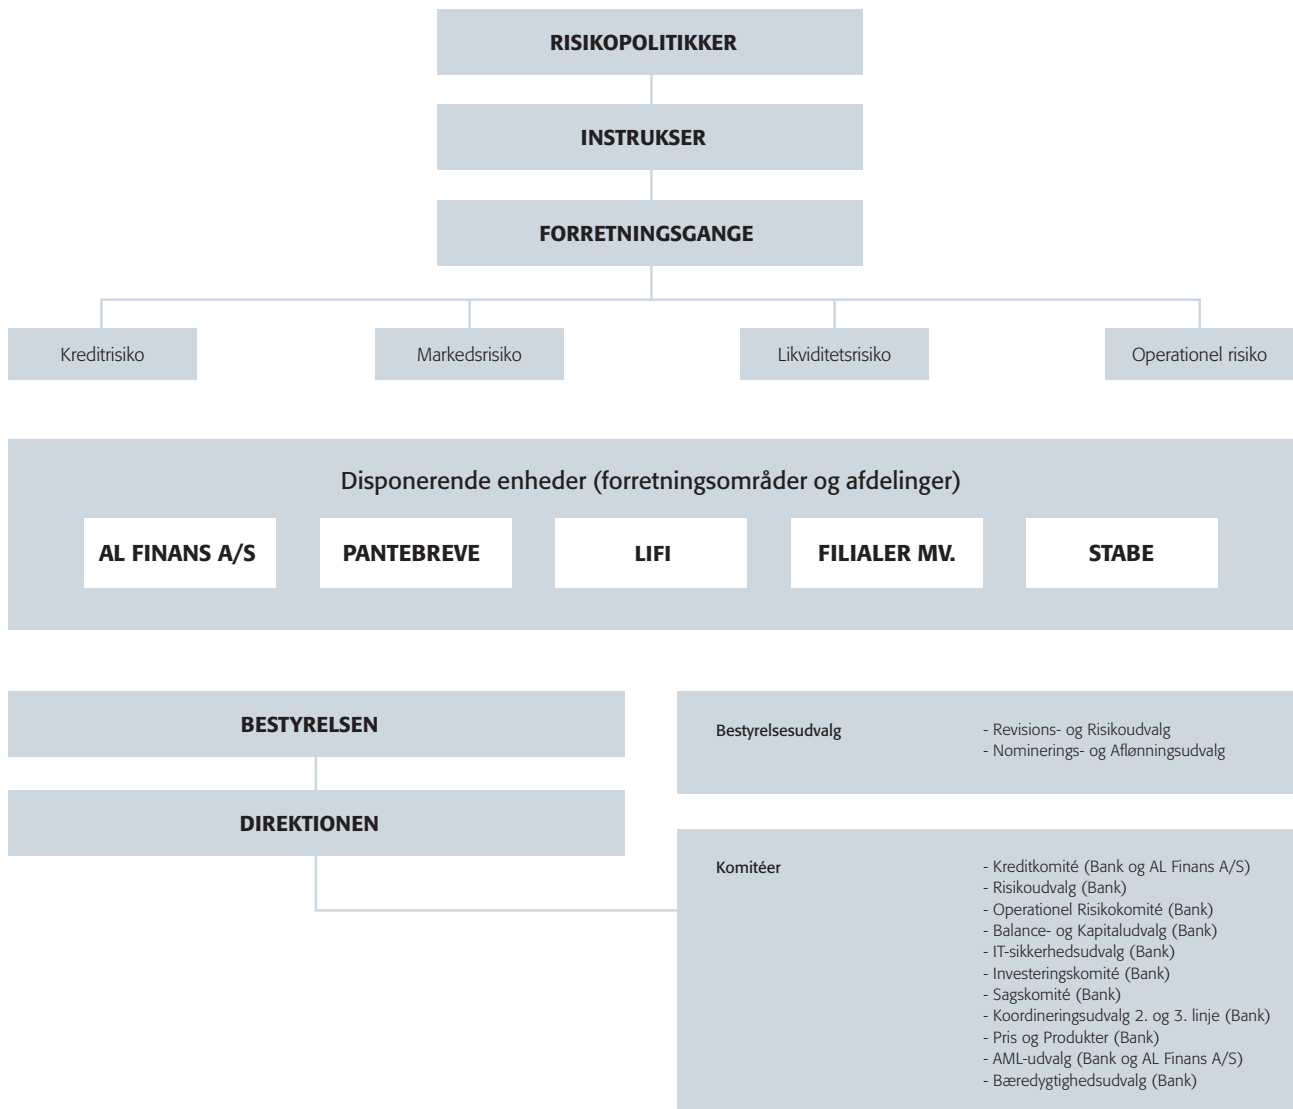 RISIKOPOLITIKKER
INSTRUKSER
FORRETNINGSGANGE
Kreditrisiko
Markedsrisiko
Likviditetsrisiko
Operationel risiko
Disponerende enheder (forretningsområder og afdelinger)
AL FINANS A/S
PANTEBREVE
LIFI
FILIALER MV.
STABE
BESTYRELSEN
DIREKTIONEN
Bestyrelsesudvalg
- Revisions- og Risikoudvalg
- Nominerings- og Aflønningsudvalg
Komitéer
- Kreditkomité (Bank og AL Finans A/S)
- Risikoudvalg (Bank)
- Operationel Risikokomité (Bank)
- Balance- og Kapitaludvalg (Bank)
- IT-sikkerhedsudvalg (Bank)
- Investeringskomité (Bank)
- Sagskomité (Bank)
- Koordineringsudvalg 2. og 3. linje (Bank)
- Pris og Produkter (Bank)
- AML-udvalg (Bank og AL Finans A/S)
- Bæredygtighedsudvalg (Bank)